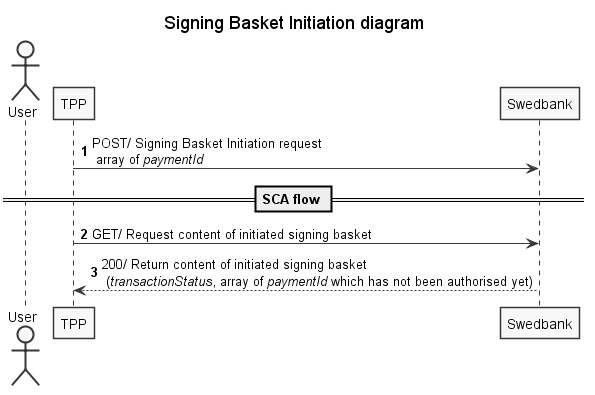 Signing Basket Initiation diagram
User
TPP
Swedbank
1 POST/ Signing Basket Initiation request
array of paymentId
SCA flow
2 GET/ Request content of initiated signing basket
3 200/ Return content of initiated signing basket
(transactionStatus, array of paymentId which has not been authorised yet)
User
TPP
Swedbank